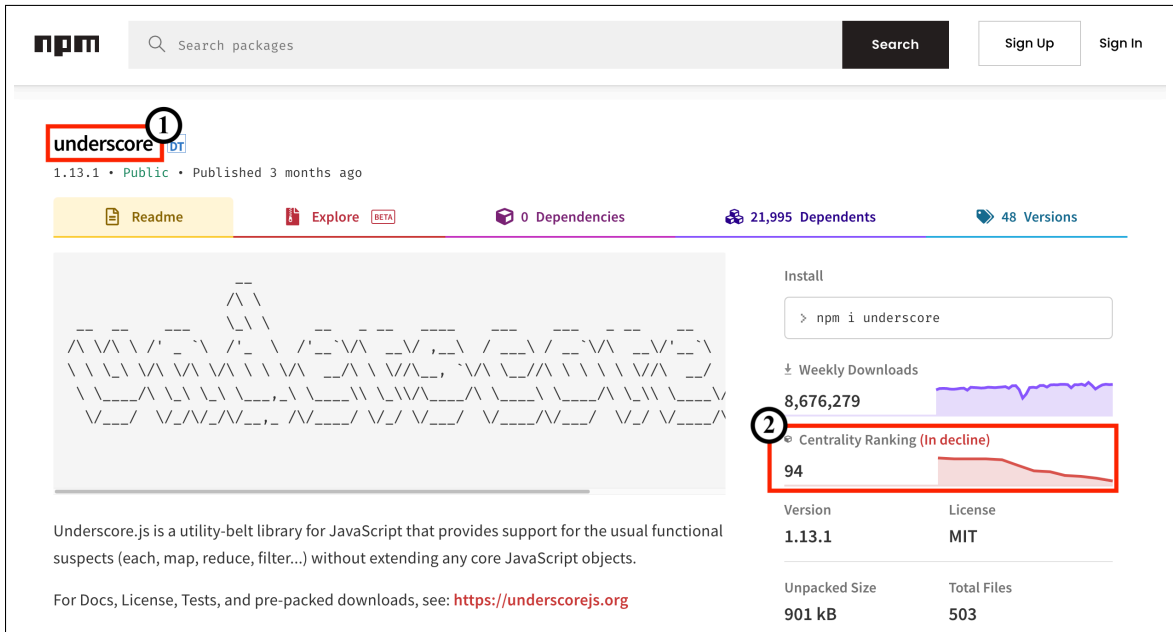 npm
Search packages
Search
Sign Up
Sign In
1
underscore
DT
1.13.1 • Public • Published 3 months ago
Readme
Explore BETA
0 Dependencies
21,995 Dependents
48 Versions
Install
> npm i underscore
Weekly Downloads
8,676,279
2
Centrality Ranking (In decline)
94
Version
License
1.13.1
MIT
Unpacked Size
Total Files
901 kB
503
Underscore.js is a utility-belt library for JavaScript that provides support for the usual functional
suspects (each, map, reduce, filter...) without extending any core JavaScript objects.
For Docs, License, Tests, and pre-packed downloads, see: https://underscorejs.org